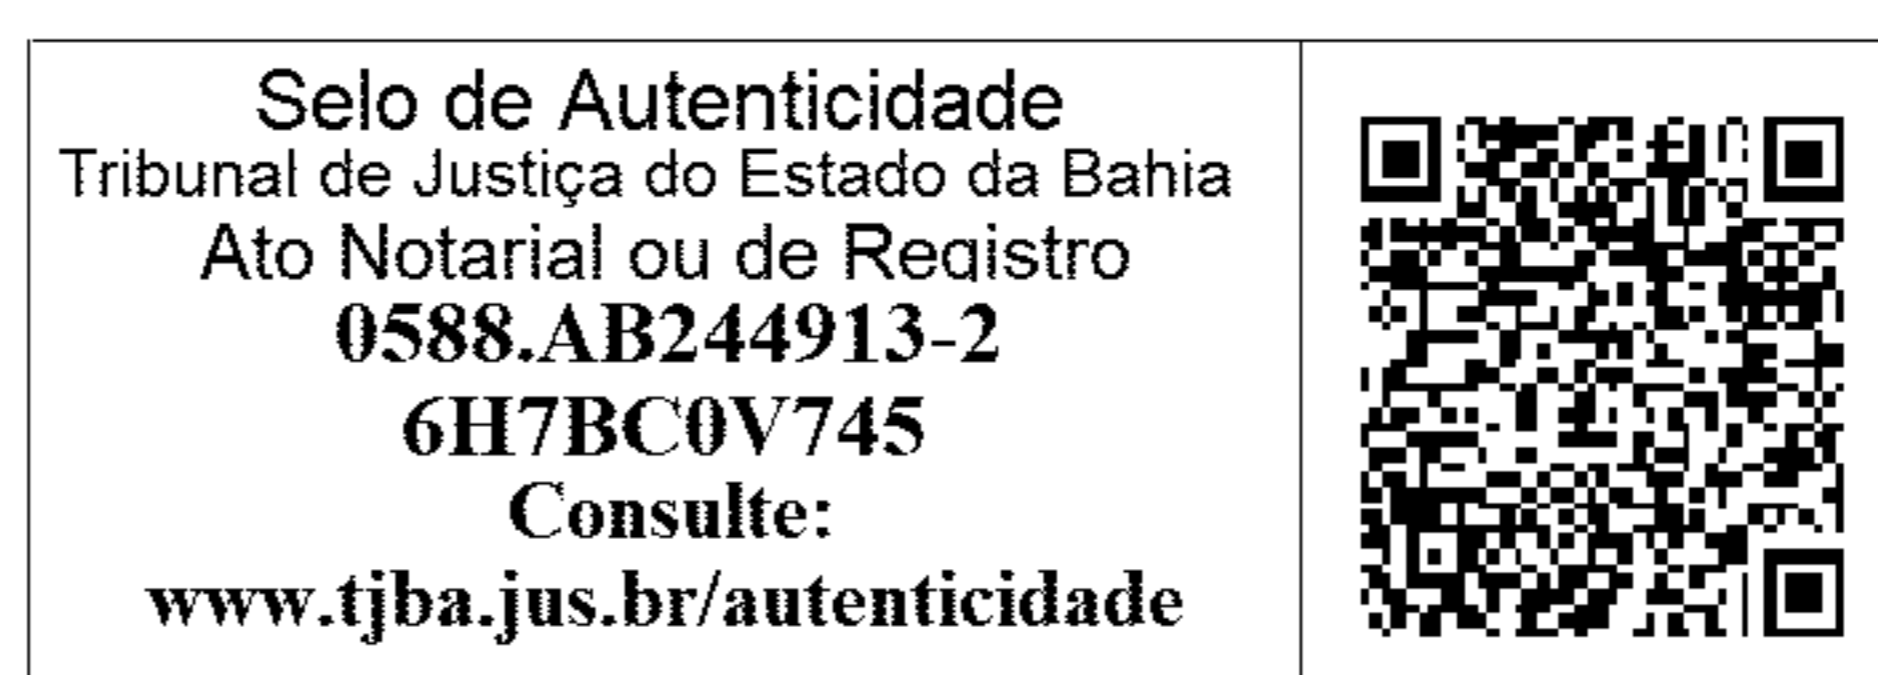 Selo de Autenticidade
Tribunal de Justiça do Estado da Bahia
Ato Notarial ou de Registro
0588.AB244913-2
6H7BC0V745
Consulte:
www.tjba.jus.br/autenticidade